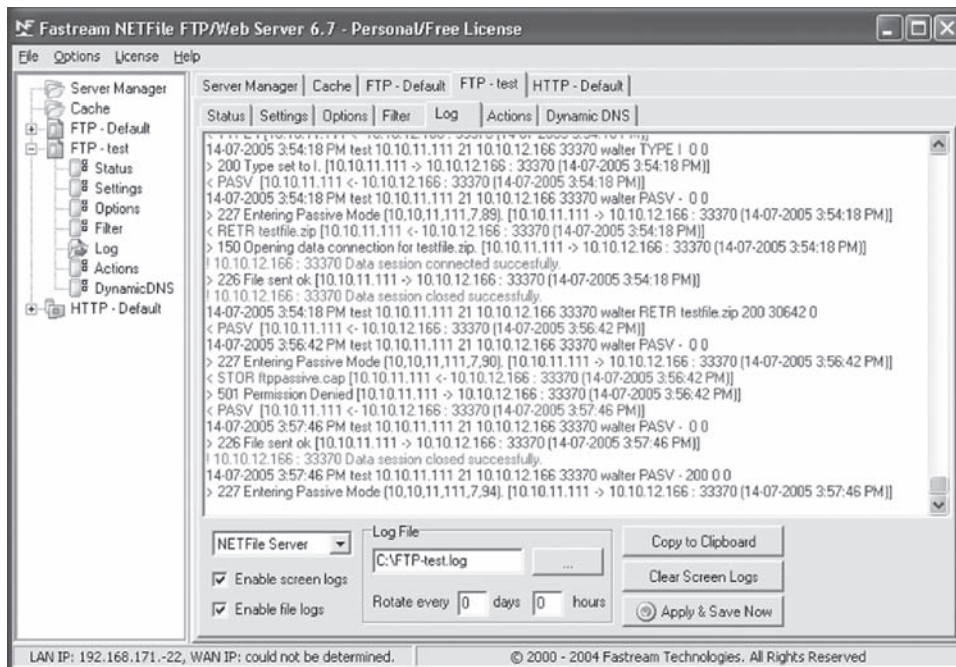 Fastream NETFile FTP/Web Server 6.7 - Personal/Free License
File Options License Help
Server Manager
Cache
FTP - Default
FTP - test
Status
Settings
Options
Filter
Log
Actions
DynamicDNS
HTTP - Default
Server Manager Cache FTP - Default FTP - test HTTP - Default
Status Settings Options Filter Log Actions Dynamic DNS
14-07-2005 3:54:18 PM test 10.10.11.111 21 10.10.12.166 33370 walter TYPE I 0 0
> 200 Type set to I. [10.10.11.111 -> 10.10.12.166 : 33370 (14-07-2005 3:54:18 PM)]
< PASV [10.10.11.111 <- 10.10.12.166 : 33370 (14-07-2005 3:54:18 PM)]
14-07-2005 3:54:18 PM test 10.10.11.111 21 10.10.12.166 33370 walter PASV - 0 0
> 227 Entering Passive Mode (10,10,11,111,7,89). [10.10.11.111 -> 10.10.12.166 : 33370 (14-07-2005 3:54:18 PM)]
< RETR testfile.zip [10.10.11.111 <- 10.10.12.166 : 33370 (14-07-2005 3:54:18 PM)]
> 150 Opening data connection for testfile.zip. [10.10.11.111 -> 10.10.12.166 : 33370 (14-07-2005 3:54:18 PM)]
! 10.10.12.166 : 33370 Data session connected succesfully.
> 226 File sent ok [10.10.11.111 -> 10.10.12.166 : 33370 (14-07-2005 3:54:18 PM)]
! 10.10.12.166 : 33370 Data session closed successfully.
14-07-2005 3:54:18 PM test 10.10.11.111 21 10.10.12.166 33370 walter RETR testfile.zip 200 30642 0
< PASV [10.10.11.111 <- 10.10.12.166 : 33370 (14-07-2005 3:56:42 PM)]
14-07-2005 3:56:42 PM test 10.10.11.111 21 10.10.12.166 33370 walter PASV - 0 0
> 227 Entering Passive Mode (10,10,11,111,7,90). [10.10.11.111 -> 10.10.12.166 : 33370 (14-07-2005 3:56:42 PM)]
< STOR ftppassive.cap [10.10.11.111 <- 10.10.12.166 : 33370 (14-07-2005 3:56:42 PM)]
> 501 Permission Denied [10.10.11.111 -> 10.10.12.166 : 33370 (14-07-2005 3:56:42 PM)]
< PASV [10.10.11.111 <- 10.10.12.166 : 33370 (14-07-2005 3:57:46 PM)]
14-07-2005 3:57:46 PM test 10.10.11.111 21 10.10.12.166 33370 walter PASV - 0 0
> 226 File sent ok [10.10.11.111 -> 10.10.12.166 : 33370 (14-07-2005 3:57:46 PM)]
! 10.10.12.166 : 33370 Data session closed successfully.
14-07-2005 3:57:46 PM test 10.10.11.111 21 10.10.12.166 33370 walter PASV - 200 0 0
> 227 Entering Passive Mode (10,10,11,111,7,94). [10.10.11.111 -> 10.10.12.166 : 33370 (14-07-2005 3:57:46 PM)]
NETFile Server
Enable screen logs
Enable file logs
Log File
C:\FTP-test.log ...
Rotate every 0 days 0 hours
Copy to Clipboard
Clear Screen Logs
Apply & Save Now
LAN IP: 192.168.171.-22, WAN IP: could not be determined. © 2000 - 2004 Fastream Technologies. All Rights Reserved